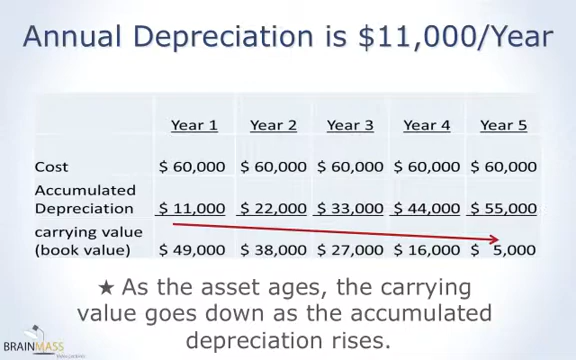 Annual Depreciation is $11,000/Year
Year 1 Year 2 Year 3 Year 4 Year 5
Cost $ 60,000 $ 60,000 $ 60,000 $ 60,000 $ 60,000
Accumulated
Depreciation $ 11,000 $ 22,000 $ 33,000 $ 44,000 $ 55,000
carrying value
(book value) $ 49,000 $ 38,000 $ 27,000 $ 16,000 $ 5,000
★ As the asset ages, the carrying
value goes down as the accumulated
depreciation rises.
BRAINMASS